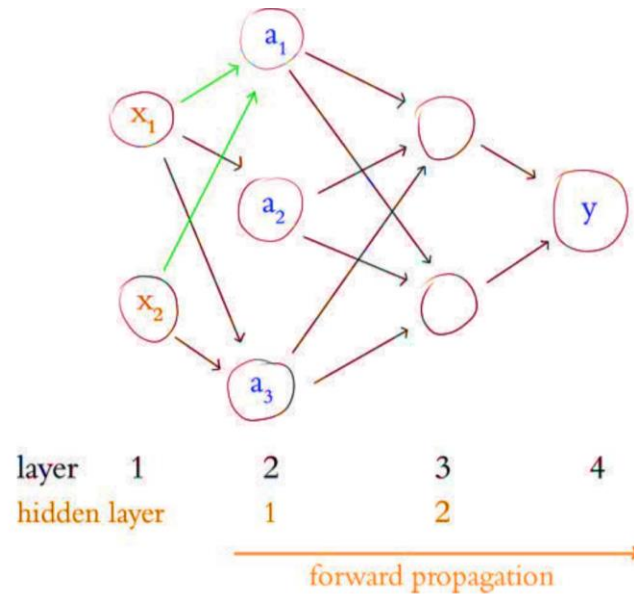 a₁
x₁
a₂
y
x₂
a₃
layer 1 2 3 4
hidden layer 1 2
forward propagation